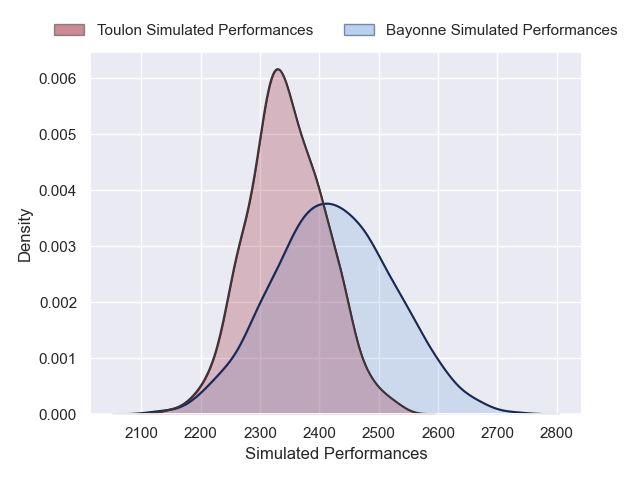 Toulon Simulated Performances
Bayonne Simulated Performances
0.006
0.005
0.004
0.003
0.002
0.001
0.000
Density
2100 2200 2300 2400 2500 2600 2700 2800
Simulated Performances